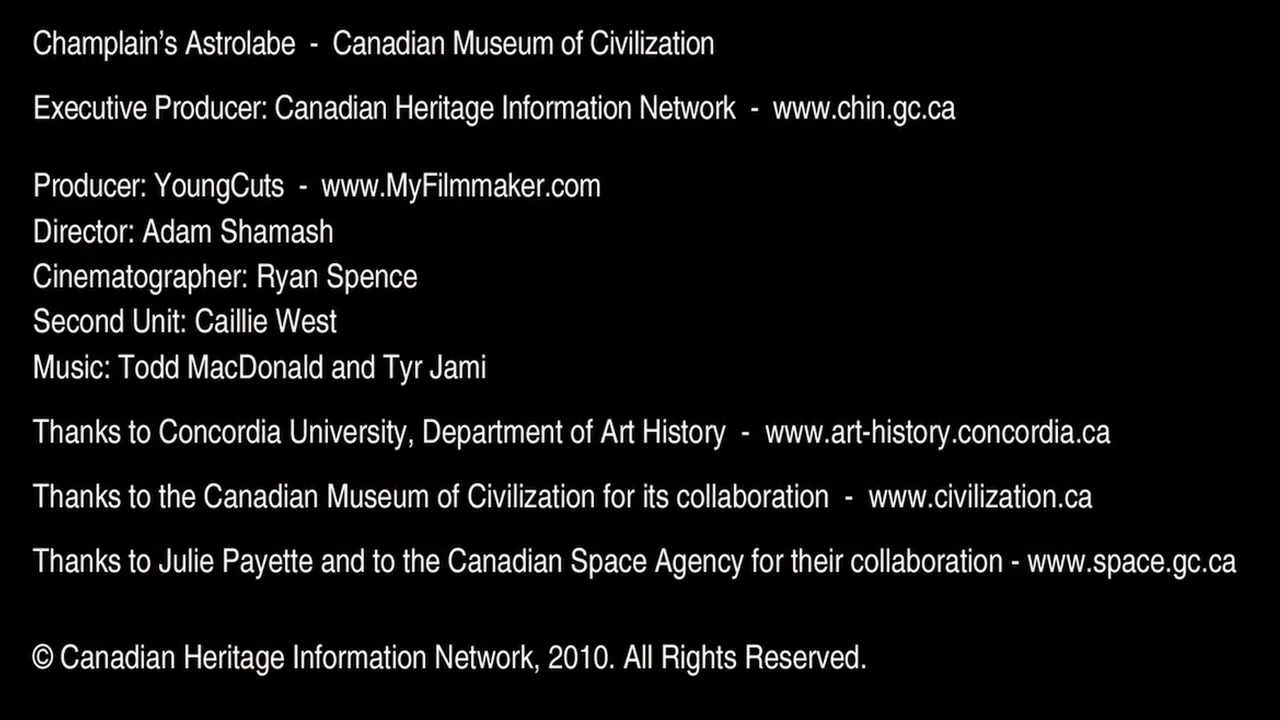 Champlain’s Astrolabe - Canadian Museum of Civilization
Executive Producer: Canadian Heritage Information Network - www.chin.gc.ca
Producer: YoungCuts - www.MyFilmmaker.com
Director: Adam Shamash
Cinematographer: Ryan Spence
Second Unit: Caillie West
Music: Todd MacDonald and Tyr Jami
Thanks to Concordia University, Department of Art History - www.art-history.concordia.ca
Thanks to the Canadian Museum of Civilization for its collaboration - www.civilization.ca
Thanks to Julie Payette and to the Canadian Space Agency for their collaboration - www.space.gc.ca
© Canadian Heritage Information Network, 2010. All Rights Reserved.